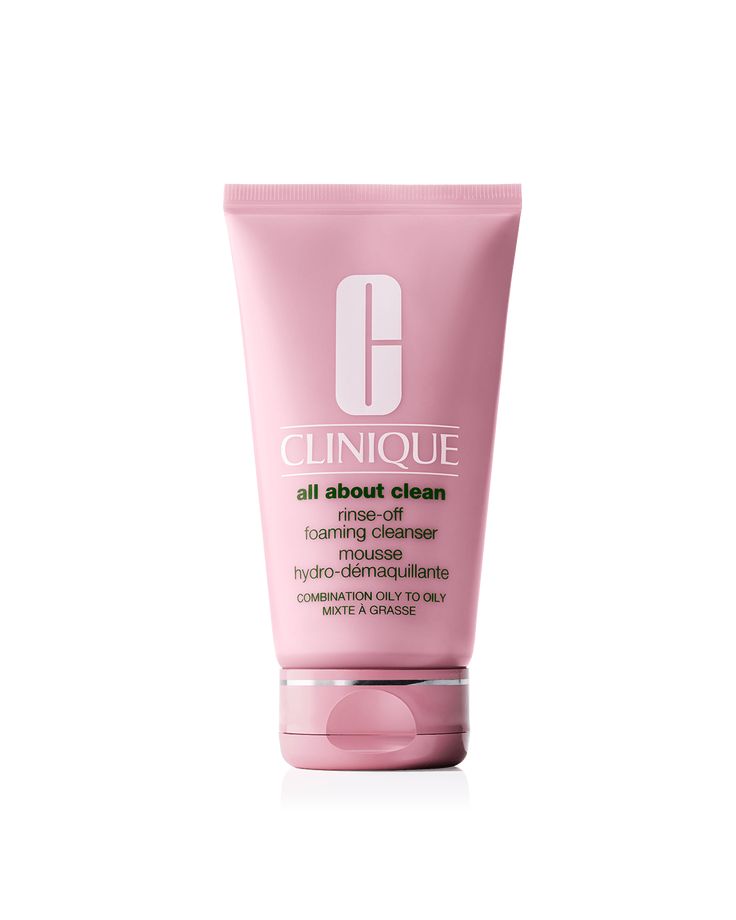 C
CLINIQUE
all about clean
rinse-off
foaming cleanser
mousse
hydro-démaquillante
COMBINATION OILY TO OILY
MIXTE À GRASSE